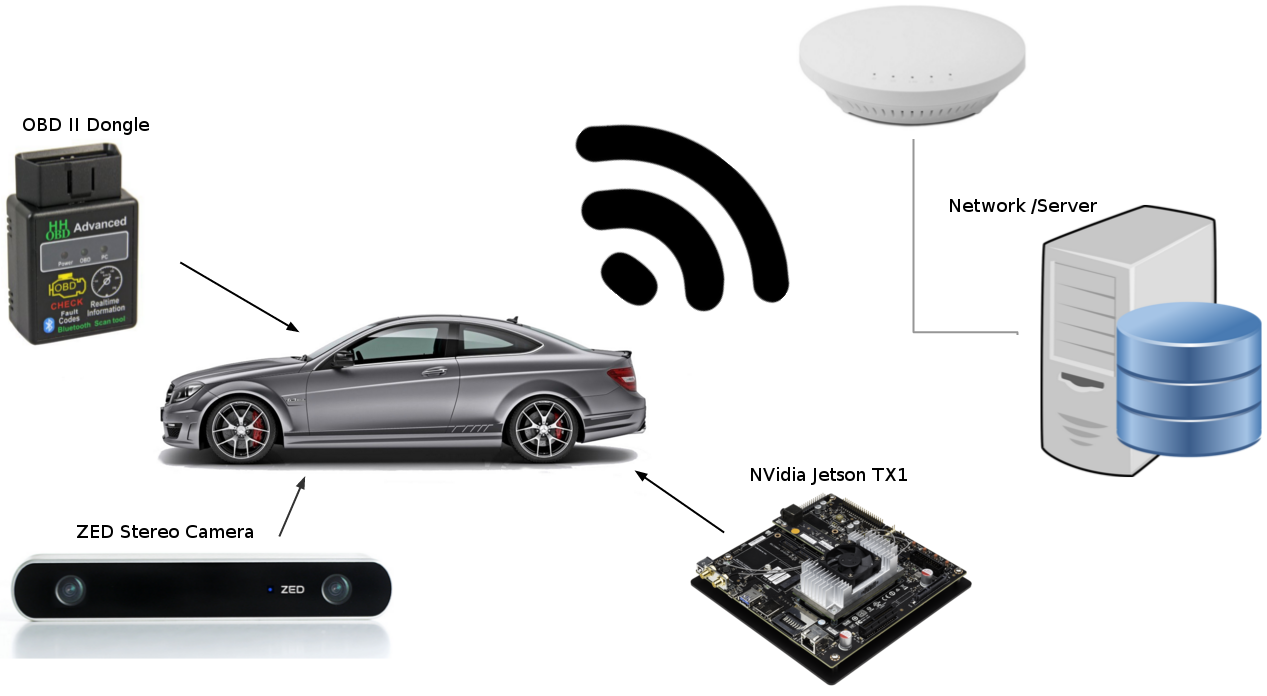 OBD II Dongle
HH
OBD Advanced
Power OBD PC
OBD
CHECK
Fault
Codes
Realtime
Information
Bluetooth Scan tool
Network /Server
NVidia Jetson TX1
ZED Stereo Camera
ZED